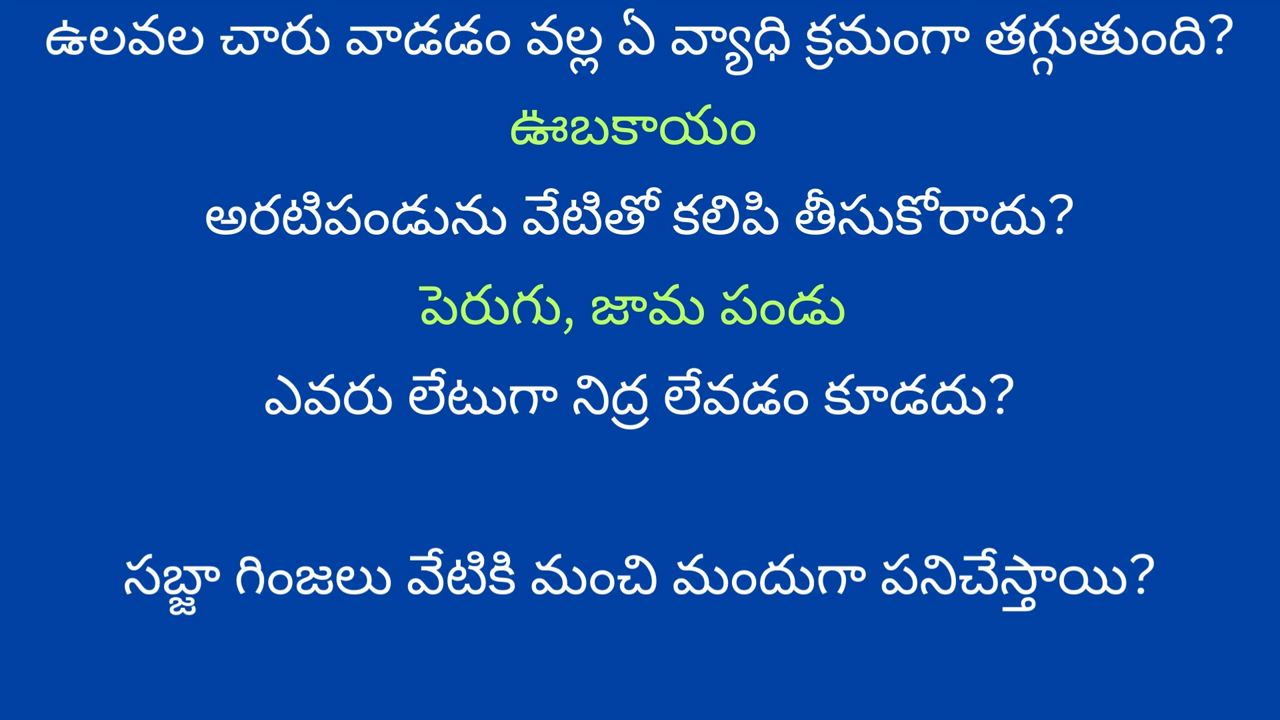 ఉలవల చారు వాడడం వల్ల ఏ వ్యాధి క్రమంగా తగ్గుతుంది?
ఊబకాయం
అరటిపండును వేటితో కలిపి తీసుకోరాదు?
పెరుగు, జామ పండు
ఎవరు లేటుగా నిద్ర లేవడం కూడదు?
సబ్జా గింజలు వేటికి మంచి మందుగా పనిచేస్తాయి?